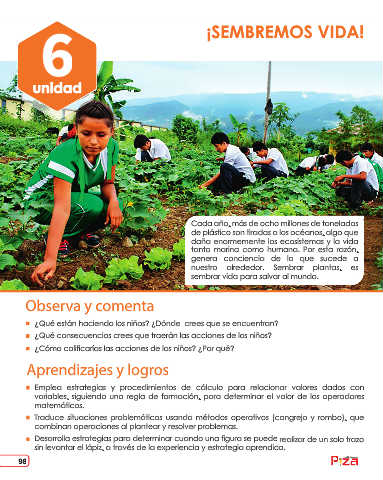 ¡SEMBREMOS VIDA!
6
unidad
Cada año, más de ocho millones de toneladas
de plástico son tiradas a los océanos, algo que
daña enormemente los ecosistemas y la vida
tanto marina como humana. Por esta razón,
genera conciencia de lo que sucede a
nuestro alrededor. Sembrar plantas, es
sembrar vida para salvar al mundo.
Observa y comenta
¿Qué están haciendo los niños? ¿Dónde crees que se encuentran?
¿Qué consecuencias crees que traerán las acciones de los niños?
¿Cómo calificarías las acciones de los niños? ¿Por qué?
Aprendizajes y logros
Emplea estrategias y procedimientos de cálculo para relacionar valores dados con
variables, siguiendo una regla de formación, para determinar el valor de los operadores
matemáticos.
Traduce situaciones problemáticas usando métodos operativos (cangrejo y rombo), que
combinan operaciones al plantear y resolver problemas.
Desarrolla estrategias para determinar cuando una figura se puede realizar de un solo trazo
sin levantar el lápiz, a través de la experiencia y estrategia aprendica.
98